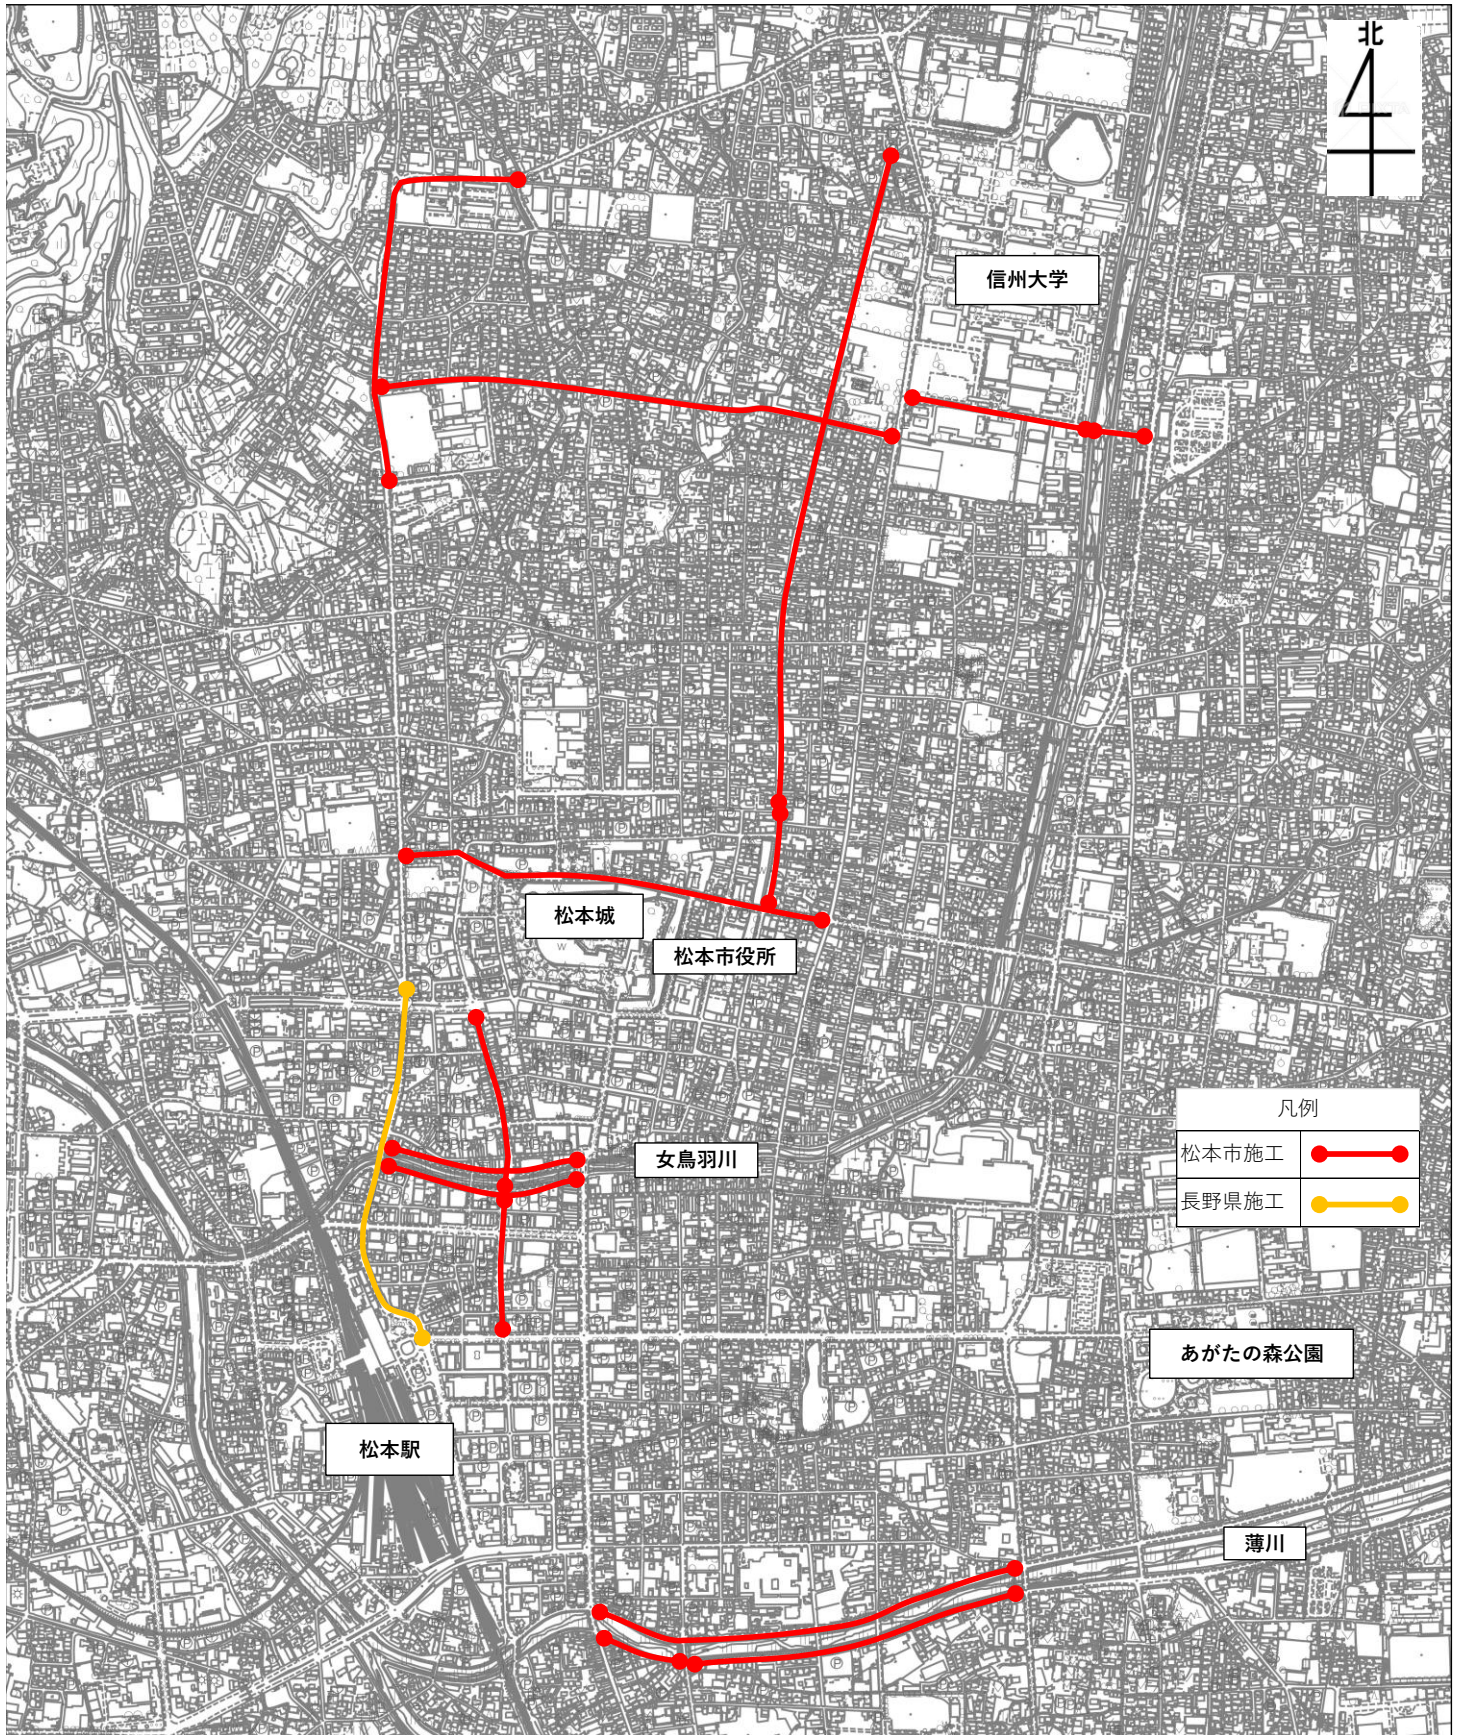 北
信州大学
松本城
松本市役所
凡例
女鳥羽川
松本市施工
長野県施工
あがたの森公園
松本駅
薄川